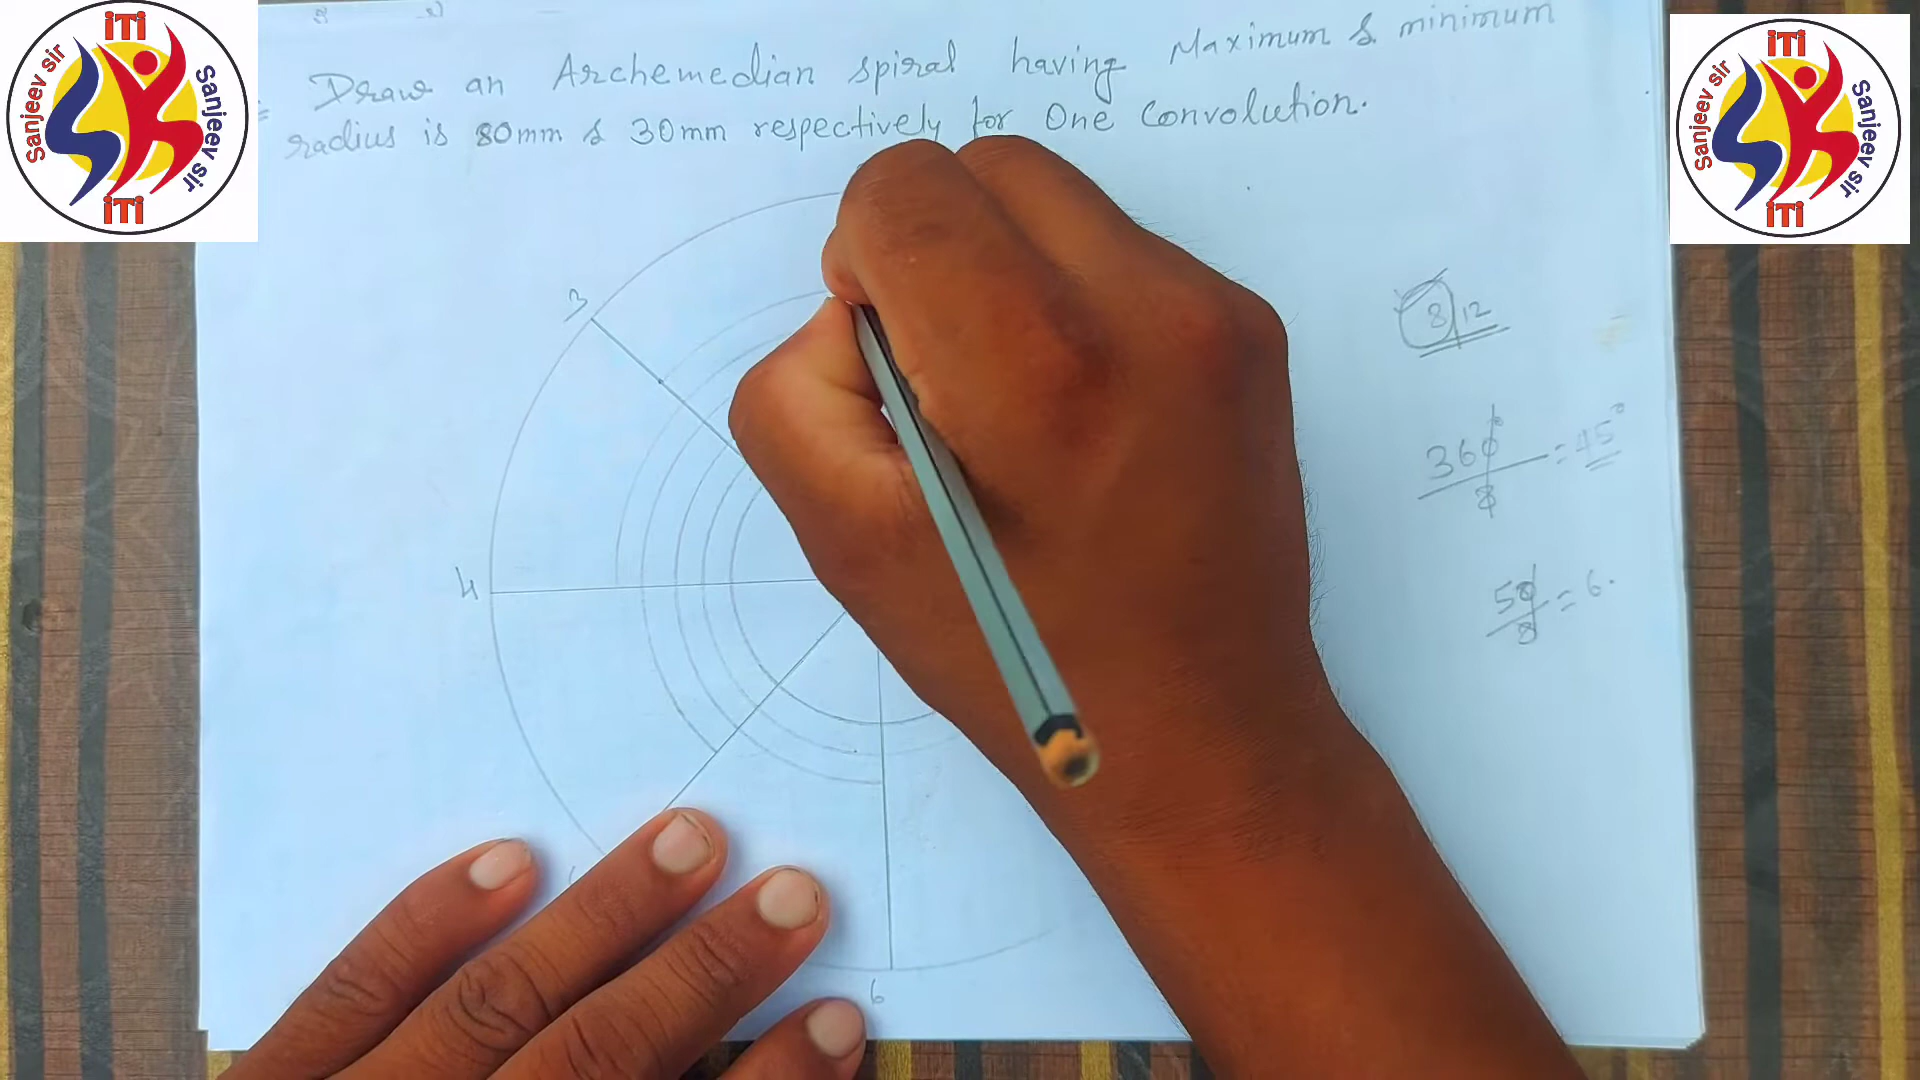 iTi
Sanjeev sir
Sanjeev sir
iTi
iTi
Sanjeev sir
Sanjeev sir
iTi
Draw an Archemedian spiral having Maximum & minimum
radius is 80mm & 30mm respectively for One Convolution.
3
4
6
8 12
360°/8 = 45°
50/8 = 6.